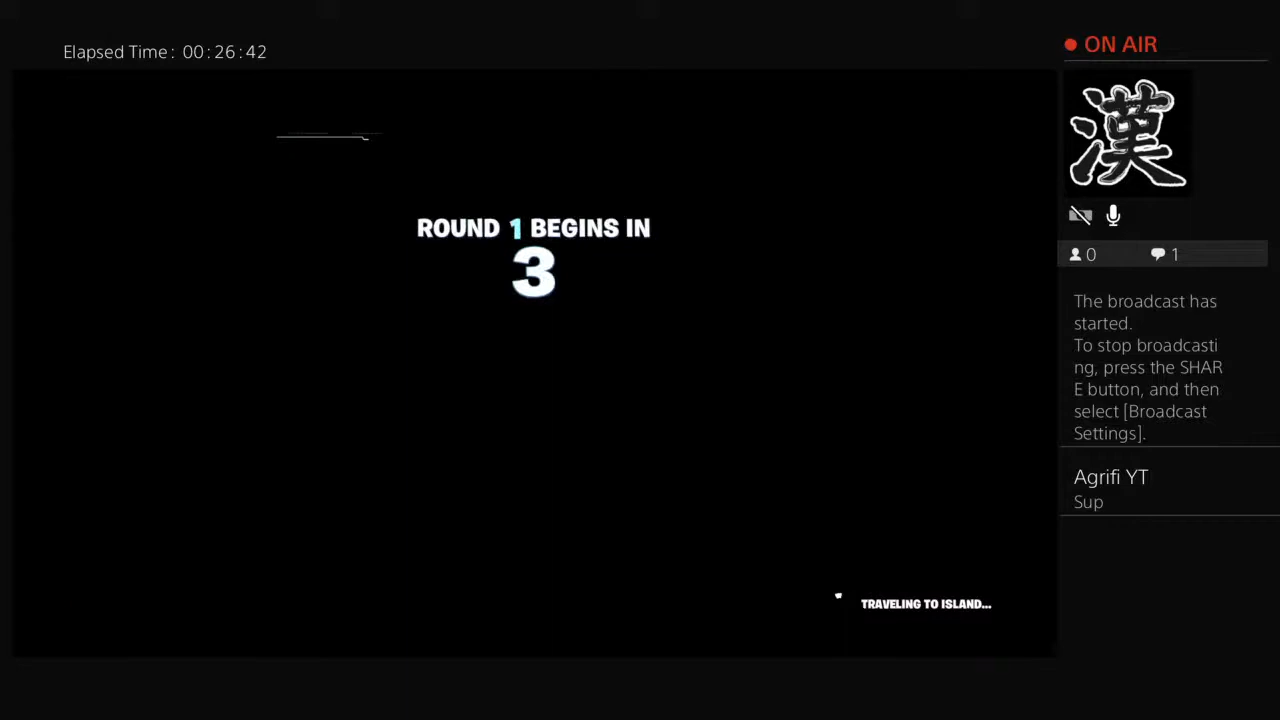 Elapsed Time: 00:26:42
ON AIR
漢
ROUND 1 BEGINS IN
3
0
1
The broadcast has
started.
To stop broadcasti
ng, press the SHAR
E button, and then
select [Broadcast
Settings].
Agrifi YT
Sup
TRAVELING TO ISLAND...